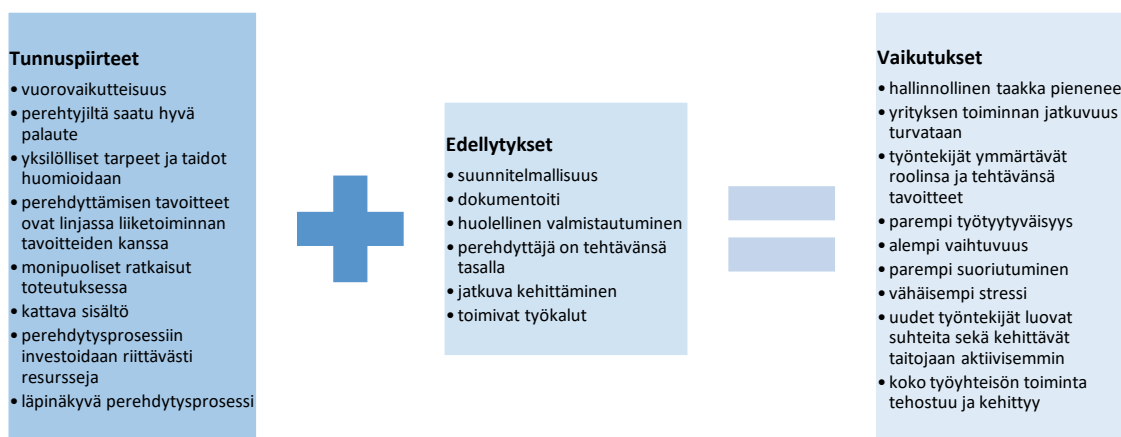 Tunnuspiirteet
• vuorovaikutteisuus
• perehtyjiltä saatu hyvä
palaute
• yksilölliset tarpeet ja taidot
huomioidaan
• perehdyttämisen tavoitteet
ovat linjassa liiketoiminnan
tavoitteiden kanssa
• monipuoliset ratkaisut
toteutuksessa
• kattava sisältö
• perehdytysprosessiin
investoidaan riittävästi
resursseja
• läpinäkyvä perehdytysprosessi
Edellytykset
• suunnitelmallisuus
• dokumentoiti
• huolellinen valmistautuminen
• perehdyttäjä on tehtävänsä
tasalla
• jatkuva kehittäminen
• toimivat työkalut
Vaikutukset
• hallinnollinen taakka pienenee
• yrityksen toiminnan jatkuvuus
turvataan
• työntekijät ymmärtävät
roolinsa ja tehtävänsä
tavoitteet
• parempi työtyytyväisyys
• alempi vaihtuvuus
• parempi suoriutuminen
• vähäisempi stressi
• uudet työntekijät luovat
suhteita sekä kehittävät
taitojaan aktiivisemmin
• koko työyhteisön toiminta
tehostuu ja kehittyy